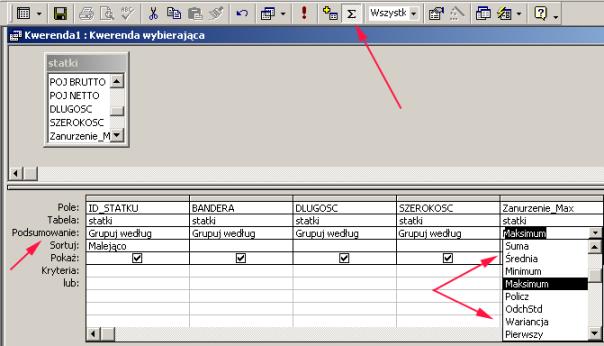 Σ Wszystk
Kwerenda1 : Kwerenda wybierająca
statki
POJ BRUTTO
POJ NETTO
DLUGOSC
SZEROKOSC
Zanurzenie_M
Pole: ID_STATKU BANDERA DLUGOSC SZEROKOSC Zanurzenie_Max
Tabela: statki statki statki statki statki
Podsumowanie: Grupuj według Grupuj według Grupuj według Grupuj według Maksimum
Sortuj: Malejąco
Pokaż:
Kryteria:
lub:
Suma
Średnia
Minimum
Maksimum
Policz
OdchStd
Wariancja
Pierwszy